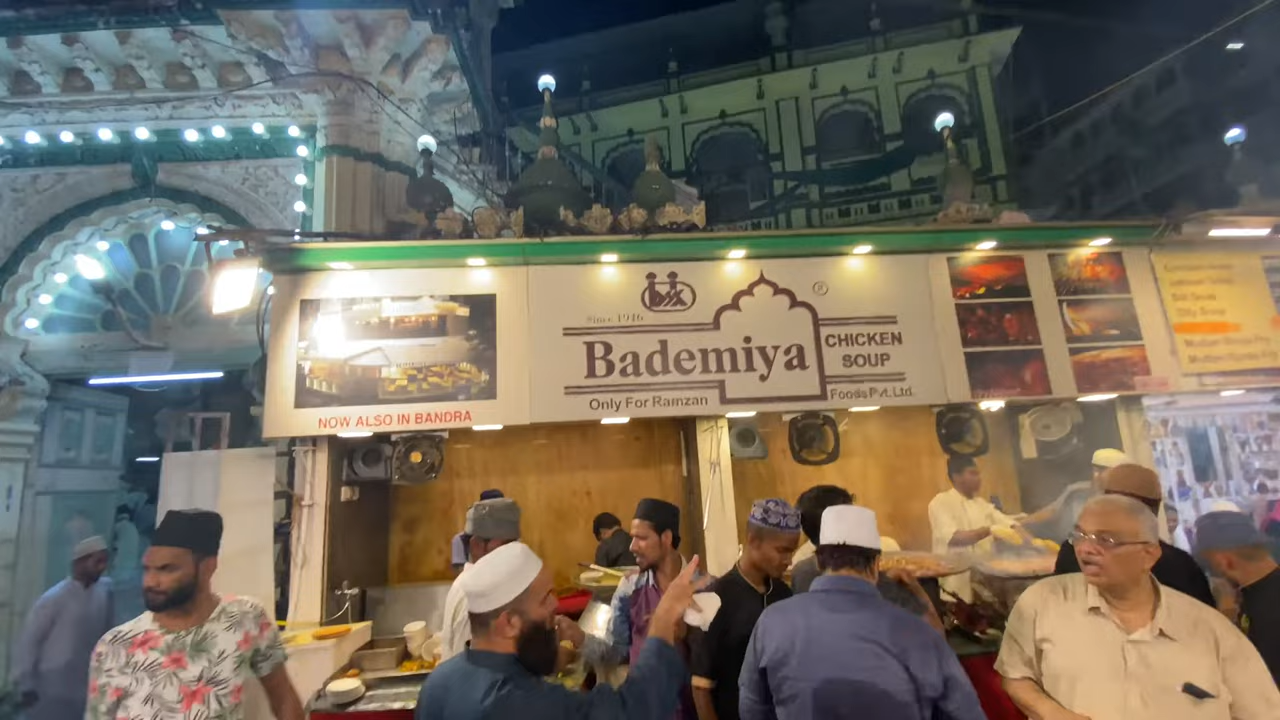 NOW ALSO IN BANDRA
Since 1946
Bademiya
®
CHICKEN
SOUP
Only For Ramzan
Foods Pvt. Ltd.